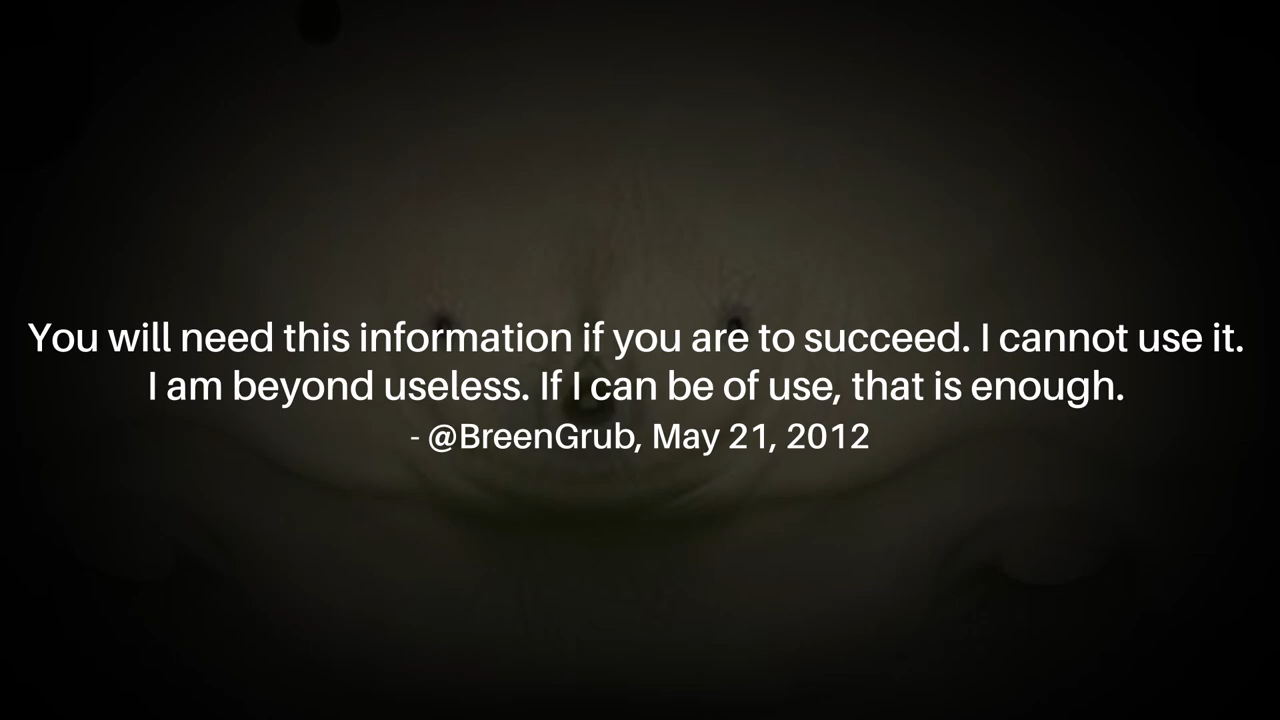 You will need this information if you are to succeed. I cannot use it.
I am beyond useless. If I can be of use, that is enough.
- @BreenGrub, May 21, 2012